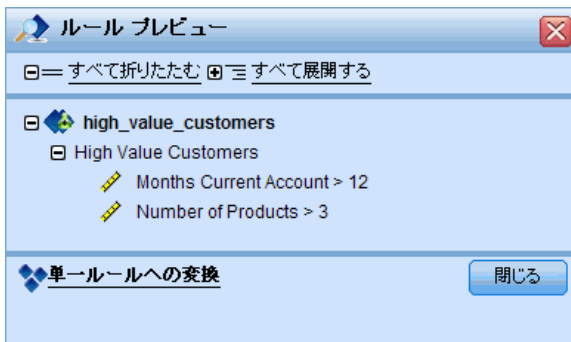 ルール プレビュー
すべて折りたたむ すべて展開する
high_value_customers
High Value Customers
Months Current Account > 12
Number of Products > 3
単一ルールへの変換 閉じる